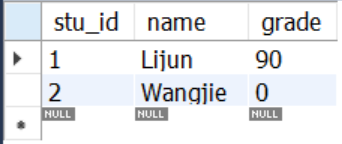 stu_id name grade
1 Lijun 90
2 Wangjie 0
NULL NULL NULL